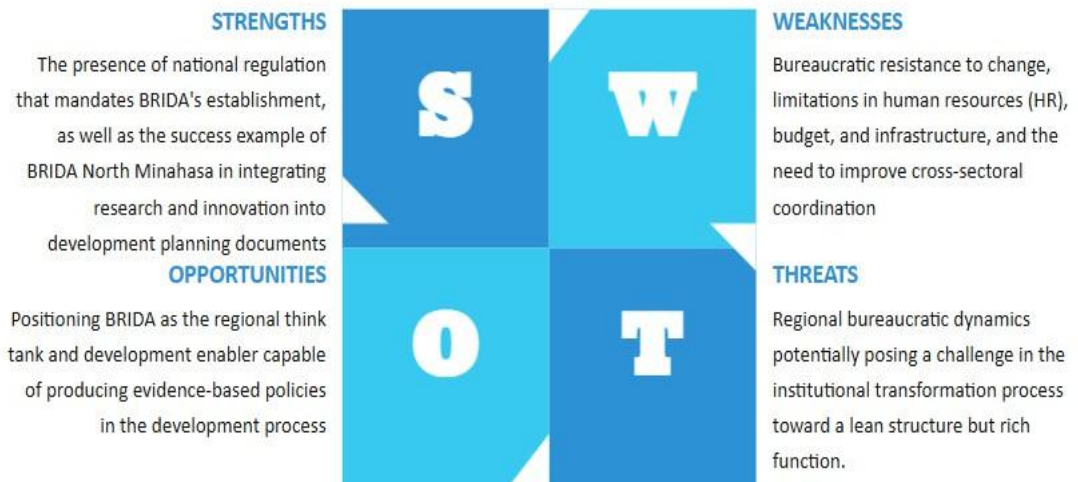 STRENGTHS
The presence of national regulation
that mandates BRIDA's establishment,
as well as the success example of
BRIDA North Minahasa in integrating
research and innovation into
development planning documents
S
W
WEAKNESSES
Bureaucratic resistance to change,
limitations in human resources (HR),
budget, and infrastructure, and the
need to improve cross-sectoral
coordination
OPPORTUNITIES
Positioning BRIDA as the regional think
tank and development enabler capable
of producing evidence-based policies
in the development process
O
T
THREATS
Regional bureaucratic dynamics
potentially posing a challenge in the
institutional transformation process
toward a lean structure but rich
function.